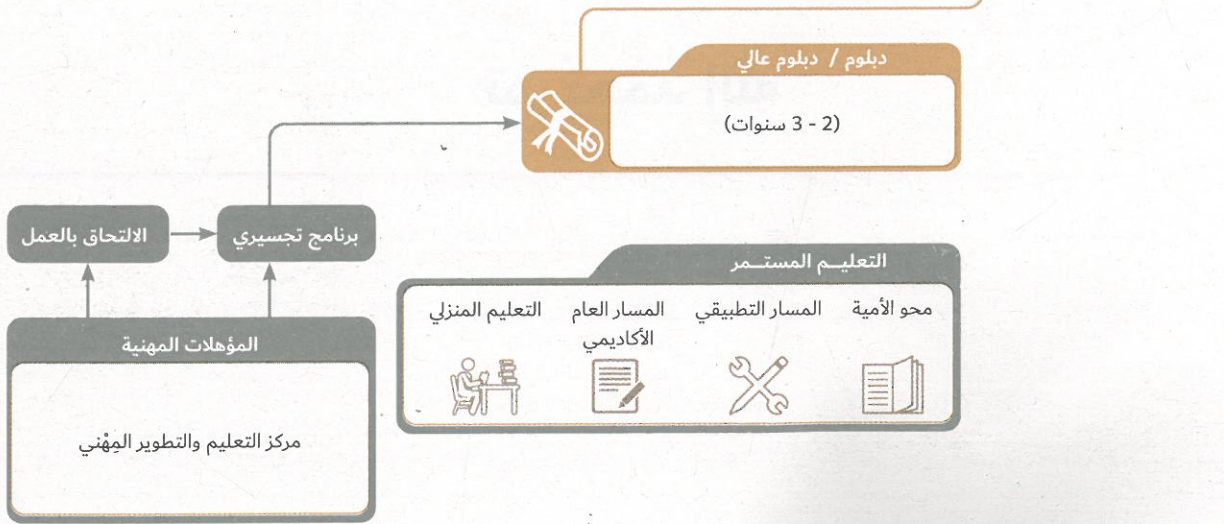 دبلوم / دبلوم عالي
(2 - 3 سنوات)
برنامج تجسيري
الالتحاق بالعمل
التعليــم المستــمر
محو الأمية
المسار التطبيقي
المسار العام
الأكاديمي
التعليم المنزلي
المؤهلات المهنية
مركز التعليم والتطوير المِهْني